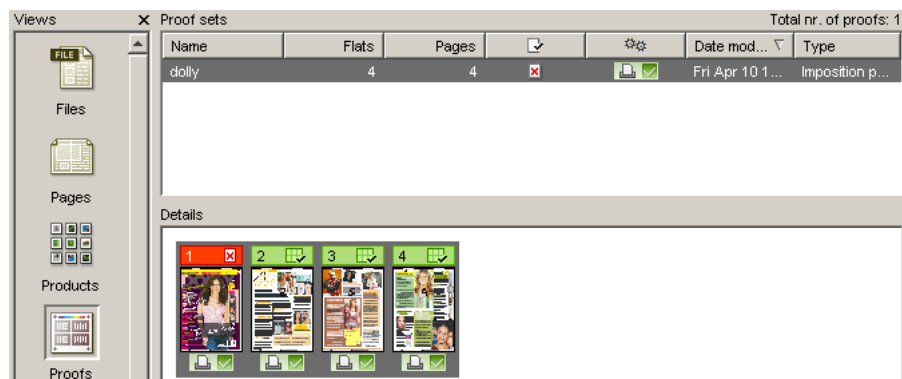 Views
Proof sets
Total nr. of proofs: 1
Name Flats Pages Date mod... Type
dolly 4 4 Fri Apr 10 1... Imposition p...
FILE
Files
Pages
Products
Proofs
Details
1 2 3 4